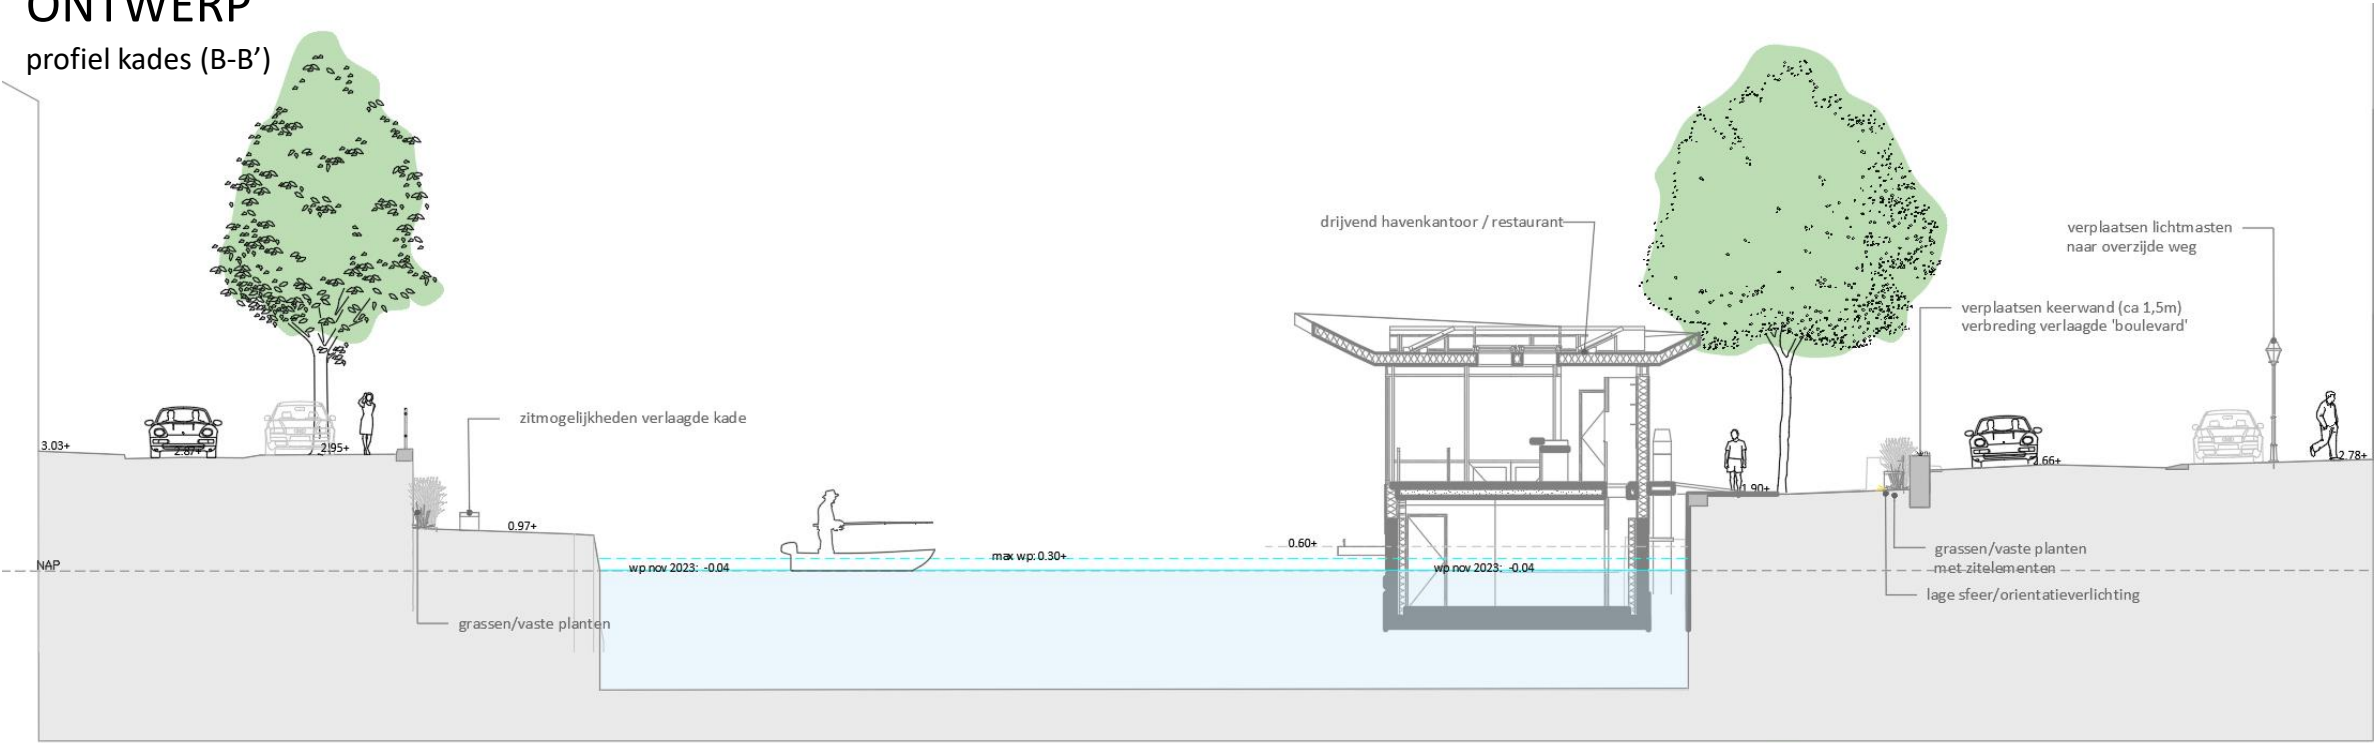 ONTWERP
profiel kades (B-B’)
drijvend havenkantoor / restaurant
verplaatsen lichtmasten
naar overzijde weg
verplaatsen keerwand (ca 1,5m)
verbreding verlaagde 'boulevard'
zitmogelijkheden verlaagde kade
3.03+
2.87+
2.95+
0.97+
.66+
2.78+
1.90+
0.60+
max wp: 0.30+
NAP
wp nov 2023: -0.04
wp nov 2023: -0.04
grassen/vaste planten
met zitelementen
lage sfeer/orientatieverlichting
grassen/vaste planten